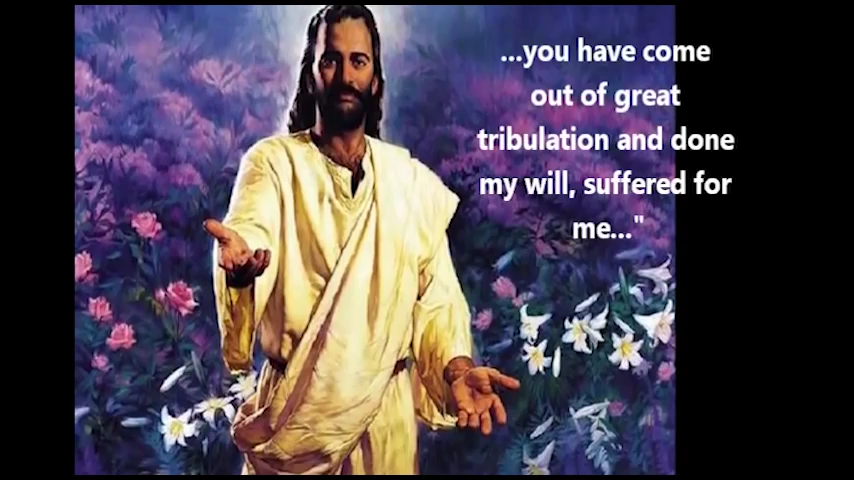 ...you have come
out of great
tribulation and done
my will, suffered for
me..."